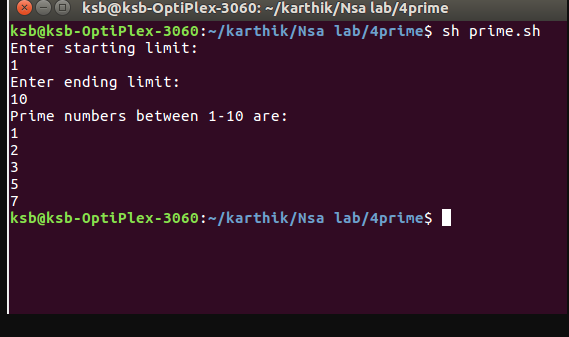 ksb@ksb-OptiPlex-3060: ~/karthik/Nsa lab/4prime
ksb@ksb-OptiPlex-3060:~/karthik/Nsa lab/4prime$ sh prime.sh
Enter starting limit:
1
Enter ending limit:
10
Prime numbers between 1-10 are:
1
2
3
5
7
ksb@ksb-OptiPlex-3060:~/karthik/Nsa lab/4prime$